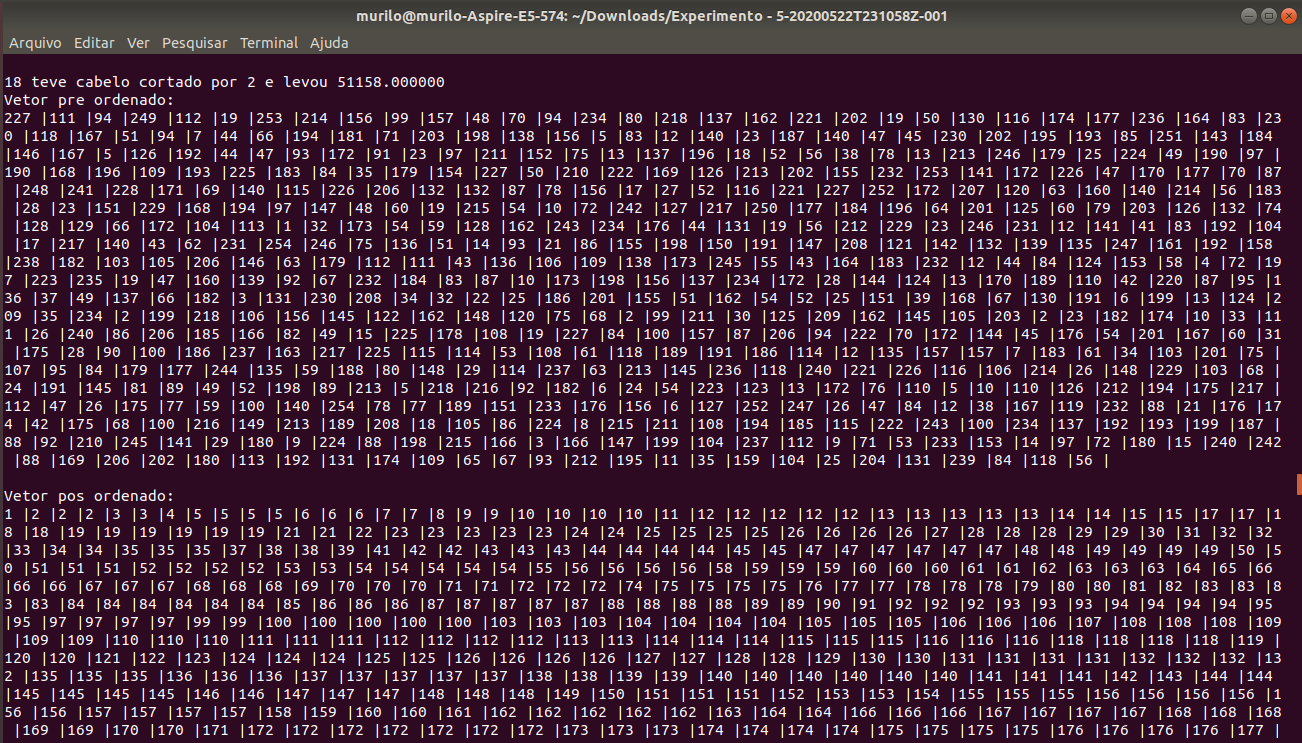 murilo@murilo-Aspire-E5-574: ~/Downloads/Experimento - 5-20200522T231058Z-001
Arquivo Editar Ver Pesquisar Terminal Ajuda
18 teve cabelo cortado por 2 e levou 51158.000000
Vetor pre ordenado:
227 |111 |94 |249 |112 |19 |253 |214 |156 |99 |157 |48 |70 |94 |234 |80 |218 |137 |162 |221 |202 |19 |50 |130 |116 |174 |177 |236 |164 |83 |23
0 |118 |167 |51 |94 |7 |44 |66 |194 |181 |71 |203 |198 |138 |156 |5 |83 |12 |140 |23 |187 |140 |47 |45 |230 |202 |195 |193 |85 |251 |143 |184
|146 |167 |5 |126 |192 |44 |47 |93 |172 |91 |23 |97 |211 |152 |75 |13 |137 |196 |18 |52 |56 |38 |78 |13 |213 |246 |179 |25 |224 |49 |190 |97 |
190 |168 |196 |109 |193 |225 |183 |84 |35 |179 |154 |227 |50 |210 |222 |169 |126 |213 |202 |155 |232 |253 |141 |172 |226 |47 |170 |177 |70 |87
|248 |241 |228 |171 |69 |140 |115 |226 |206 |132 |132 |87 |78 |156 |17 |27 |52 |116 |221 |227 |252 |172 |207 |120 |63 |160 |140 |214 |56 |183
|28 |23 |151 |229 |168 |194 |97 |147 |48 |60 |19 |215 |54 |10 |72 |242 |127 |217 |250 |177 |184 |196 |64 |201 |125 |60 |79 |203 |126 |132 |74
|128 |129 |66 |172 |104 |113 |1 |32 |173 |54 |59 |128 |162 |243 |234 |176 |44 |131 |19 |56 |212 |229 |23 |246 |231 |12 |141 |41 |83 |192 |104
|17 |217 |140 |43 |62 |231 |254 |246 |75 |136 |51 |14 |93 |21 |86 |155 |198 |150 |191 |147 |208 |121 |142 |132 |139 |135 |247 |161 |192 |158
|238 |182 |103 |105 |206 |146 |63 |179 |112 |111 |43 |136 |106 |109 |138 |173 |245 |55 |43 |164 |183 |232 |12 |44 |84 |124 |153 |58 |4 |72 |19
7 |223 |235 |19 |47 |160 |139 |92 |67 |232 |184 |83 |87 |10 |173 |198 |156 |137 |234 |172 |28 |144 |124 |13 |170 |189 |110 |42 |220 |87 |95 |1
36 |37 |49 |137 |66 |182 |3 |131 |230 |208 |34 |32 |22 |25 |186 |201 |155 |51 |162 |54 |52 |25 |151 |39 |168 |67 |130 |191 |6 |199 |13 |124 |2
09 |35 |234 |2 |199 |218 |106 |156 |145 |122 |162 |148 |120 |75 |68 |2 |99 |211 |30 |125 |209 |162 |145 |105 |203 |2 |23 |182 |174 |10 |33 |11
1 |26 |240 |86 |206 |185 |166 |82 |49 |15 |225 |178 |108 |19 |227 |84 |100 |157 |87 |206 |94 |222 |70 |172 |144 |45 |176 |54 |201 |167 |60 |31
|175 |28 |90 |100 |186 |237 |163 |217 |225 |115 |114 |53 |108 |61 |118 |189 |191 |186 |114 |12 |135 |157 |157 |7 |183 |61 |34 |103 |201 |75 |
107 |95 |84 |179 |177 |244 |135 |59 |188 |80 |148 |29 |114 |237 |63 |213 |145 |236 |118 |240 |221 |226 |116 |106 |214 |26 |148 |229 |103 |68 |
24 |191 |145 |81 |89 |49 |52 |198 |89 |213 |5 |218 |216 |92 |182 |6 |24 |54 |223 |123 |13 |172 |76 |110 |5 |10 |110 |126 |212 |194 |175 |217 |
112 |47 |26 |175 |77 |59 |100 |140 |254 |78 |77 |189 |151 |233 |176 |156 |6 |127 |252 |247 |26 |47 |84 |12 |38 |167 |119 |232 |88 |21 |176 |17
4 |42 |175 |68 |100 |216 |149 |213 |189 |208 |18 |105 |86 |224 |8 |215 |211 |108 |194 |185 |115 |222 |243 |100 |234 |137 |192 |193 |199 |187 |
88 |92 |210 |245 |141 |29 |180 |9 |224 |88 |198 |215 |166 |3 |166 |147 |199 |104 |237 |112 |9 |71 |53 |233 |153 |14 |97 |72 |180 |15 |240 |242
|88 |169 |206 |202 |180 |113 |192 |131 |174 |109 |65 |67 |93 |212 |195 |11 |35 |159 |104 |25 |204 |131 |239 |84 |118 |56 |
Vetor pos ordenado:
1 |2 |2 |2 |3 |3 |4 |5 |5 |5 |5 |6 |6 |6 |7 |7 |8 |9 |9 |10 |10 |10 |10 |11 |12 |12 |12 |12 |12 |13 |13 |13 |13 |13 |14 |14 |15 |15 |17 |17 |1
8 |18 |19 |19 |19 |19 |19 |19 |21 |21 |22 |23 |23 |23 |23 |23 |24 |24 |25 |25 |25 |25 |26 |26 |26 |26 |27 |28 |28 |28 |29 |29 |30 |31 |32 |32
|33 |34 |34 |35 |35 |35 |37 |38 |38 |39 |41 |42 |42 |43 |43 |43 |44 |44 |44 |44 |45 |45 |47 |47 |47 |47 |47 |47 |48 |48 |49 |49 |49 |49 |50 |5
0 |51 |51 |51 |52 |52 |52 |52 |53 |53 |54 |54 |54 |54 |54 |55 |56 |56 |56 |56 |58 |59 |59 |59 |60 |60 |60 |61 |61 |62 |63 |63 |63 |64 |65 |66
|66 |66 |67 |67 |67 |68 |68 |68 |69 |70 |70 |70 |71 |71 |72 |72 |72 |74 |75 |75 |75 |75 |76 |77 |77 |78 |78 |78 |79 |80 |80 |81 |82 |83 |83 |8
3 |83 |84 |84 |84 |84 |84 |84 |85 |86 |86 |86 |87 |87 |87 |87 |87 |88 |88 |88 |88 |89 |89 |90 |91 |92 |92 |92 |93 |93 |93 |94 |94 |94 |94 |95
|95 |97 |97 |97 |97 |99 |99 |100 |100 |100 |100 |100 |103 |103 |103 |104 |104 |104 |104 |105 |105 |105 |106 |106 |106 |107 |108 |108 |108 |109
|109 |109 |110 |110 |110 |111 |111 |111 |112 |112 |112 |112 |113 |113 |114 |114 |114 |115 |115 |115 |116 |116 |116 |118 |118 |118 |118 |119 |
120 |120 |121 |122 |123 |124 |124 |124 |125 |125 |126 |126 |126 |126 |127 |127 |128 |128 |129 |130 |130 |131 |131 |131 |131 |132 |132 |132 |13
2 |135 |135 |135 |136 |136 |136 |137 |137 |137 |137 |137 |138 |138 |139 |139 |140 |140 |140 |140 |140 |140 |141 |141 |141 |142 |143 |144 |144
|145 |145 |145 |145 |146 |146 |147 |147 |147 |148 |148 |148 |149 |150 |151 |151 |151 |152 |153 |153 |154 |155 |155 |155 |156 |156 |156 |156 |1
56 |156 |157 |157 |157 |157 |158 |159 |160 |160 |161 |162 |162 |162 |162 |162 |163 |164 |164 |166 |166 |166 |167 |167 |167 |167 |168 |168 |168
|169 |169 |170 |170 |171 |172 |172 |172 |172 |172 |172 |172 |173 |173 |173 |174 |174 |174 |174 |175 |175 |175 |175 |176 |176 |176 |176 |177 |